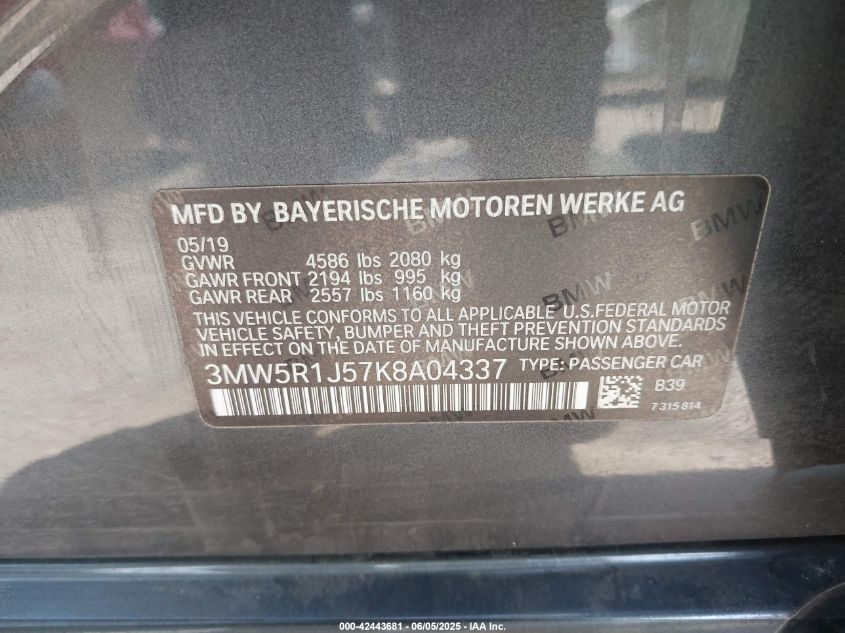 MFD BY BAYERISCHE MOTOREN WERKE AG
05/19
GVWR 4586 lbs 2080 kg
GAWR FRONT 2194 lbs 995 kg
GAWR REAR 2557 lbs 1160 kg
THIS VEHICLE CONFORMS TO ALL APPLICABLE U.S.FEDERAL MOTOR
VEHICLE SAFETY, BUMPER AND THEFT PREVENTION STANDARDS
IN EFFECT ON THE DATE OF MANUFACTURE SHOWN ABOVE.
3MW5R1J57K8A04337 TYPE: PASSENGER CAR
B39
7 315 814
000-42443681 - 06/05/2025 - IAA Inc.